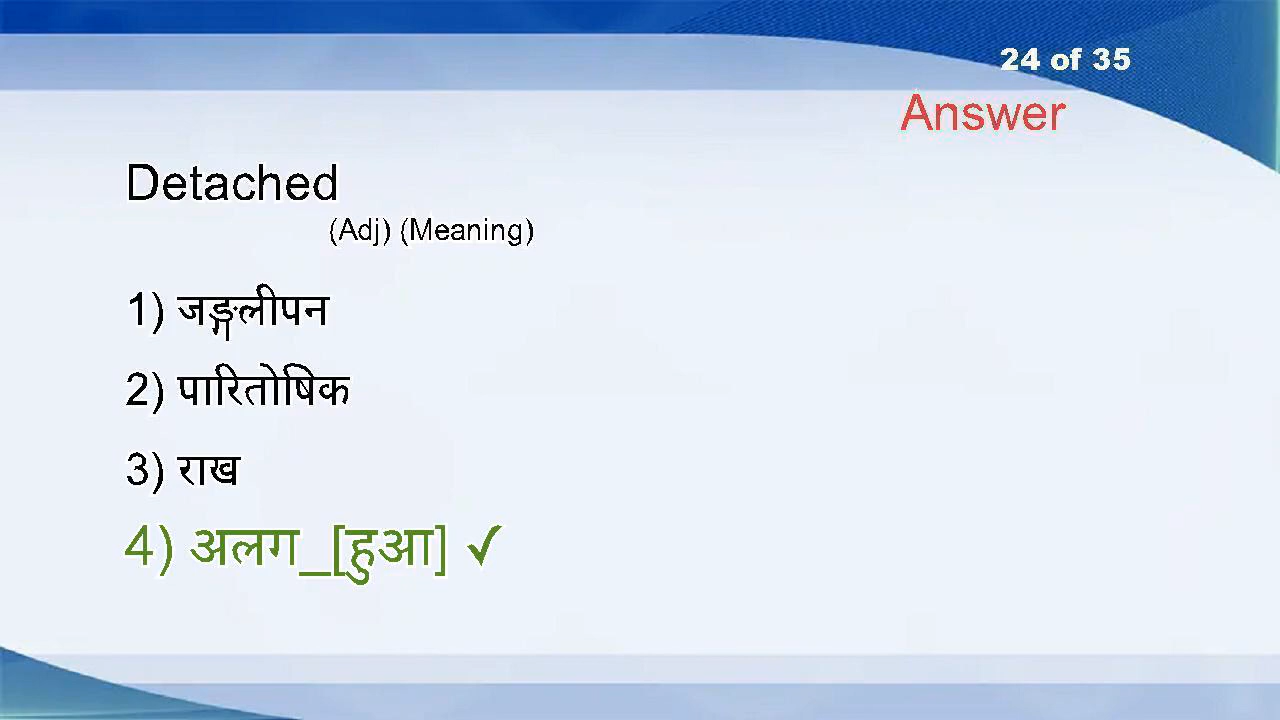 24 of 35
Answer
Detached
(Adj) (Meaning)
1) जङ्गलीपन
2) पारितोषिक
3) राख
4) अलग_[हुआ] ✓